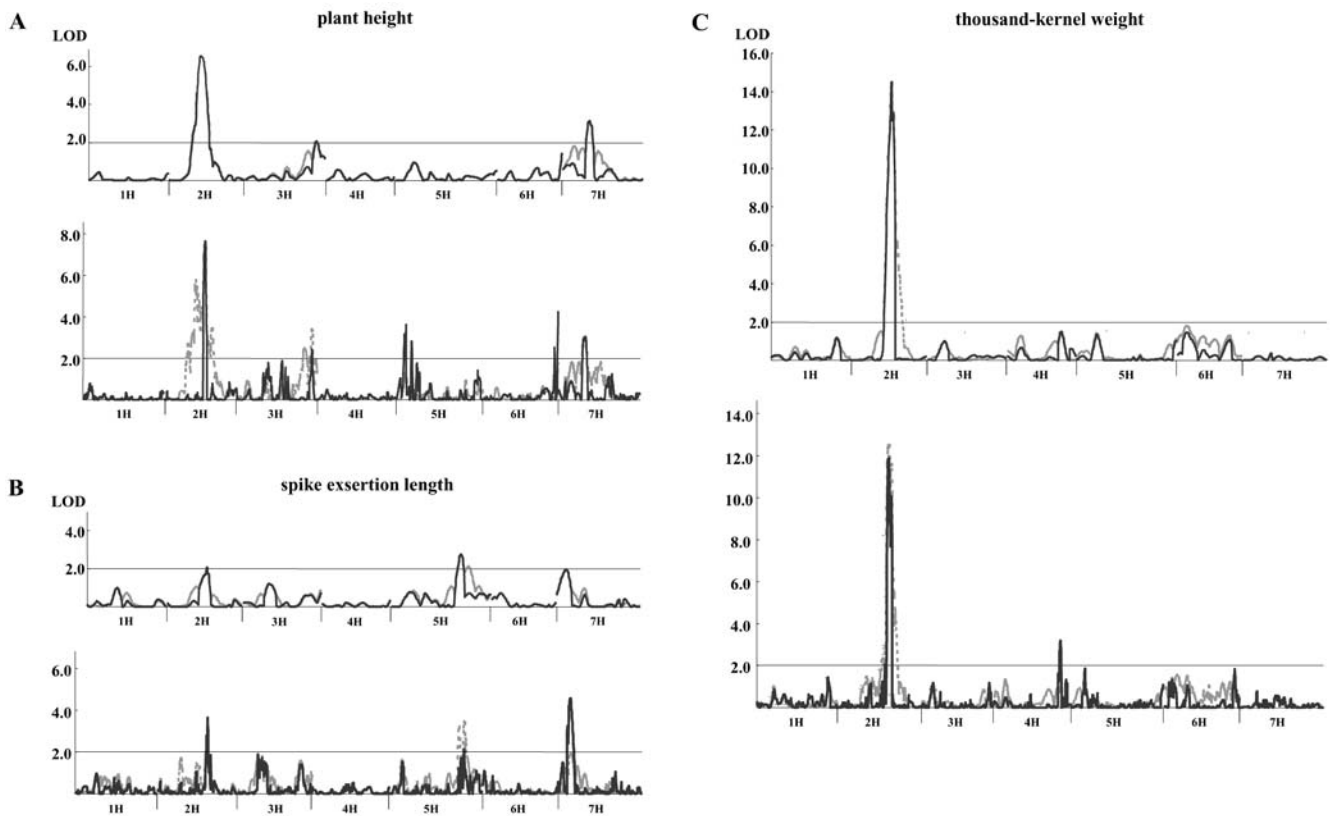 A
plant height
LOD
6.0
4.0
2.0
1H 2H 3H 4H 5H 6H 7H
8.0
6.0
4.0
2.0
1H 2H 3H 4H 5H 6H 7H
B
spike exsertion length
LOD
4.0
2.0
1H 2H 3H 4H 5H 6H 7H
6.0
4.0
2.0
1H 2H 3H 4H 5H 6H 7H
C
thousand-kernel weight
LOD
16.0
14.0
12.0
10.0
8.0
6.0
4.0
2.0
1H 2H 3H 4H 5H 6H 7H
14.0
12.0
10.0
8.0
6.0
4.0
2.0
1H 2H 3H 4H 5H 6H 7H